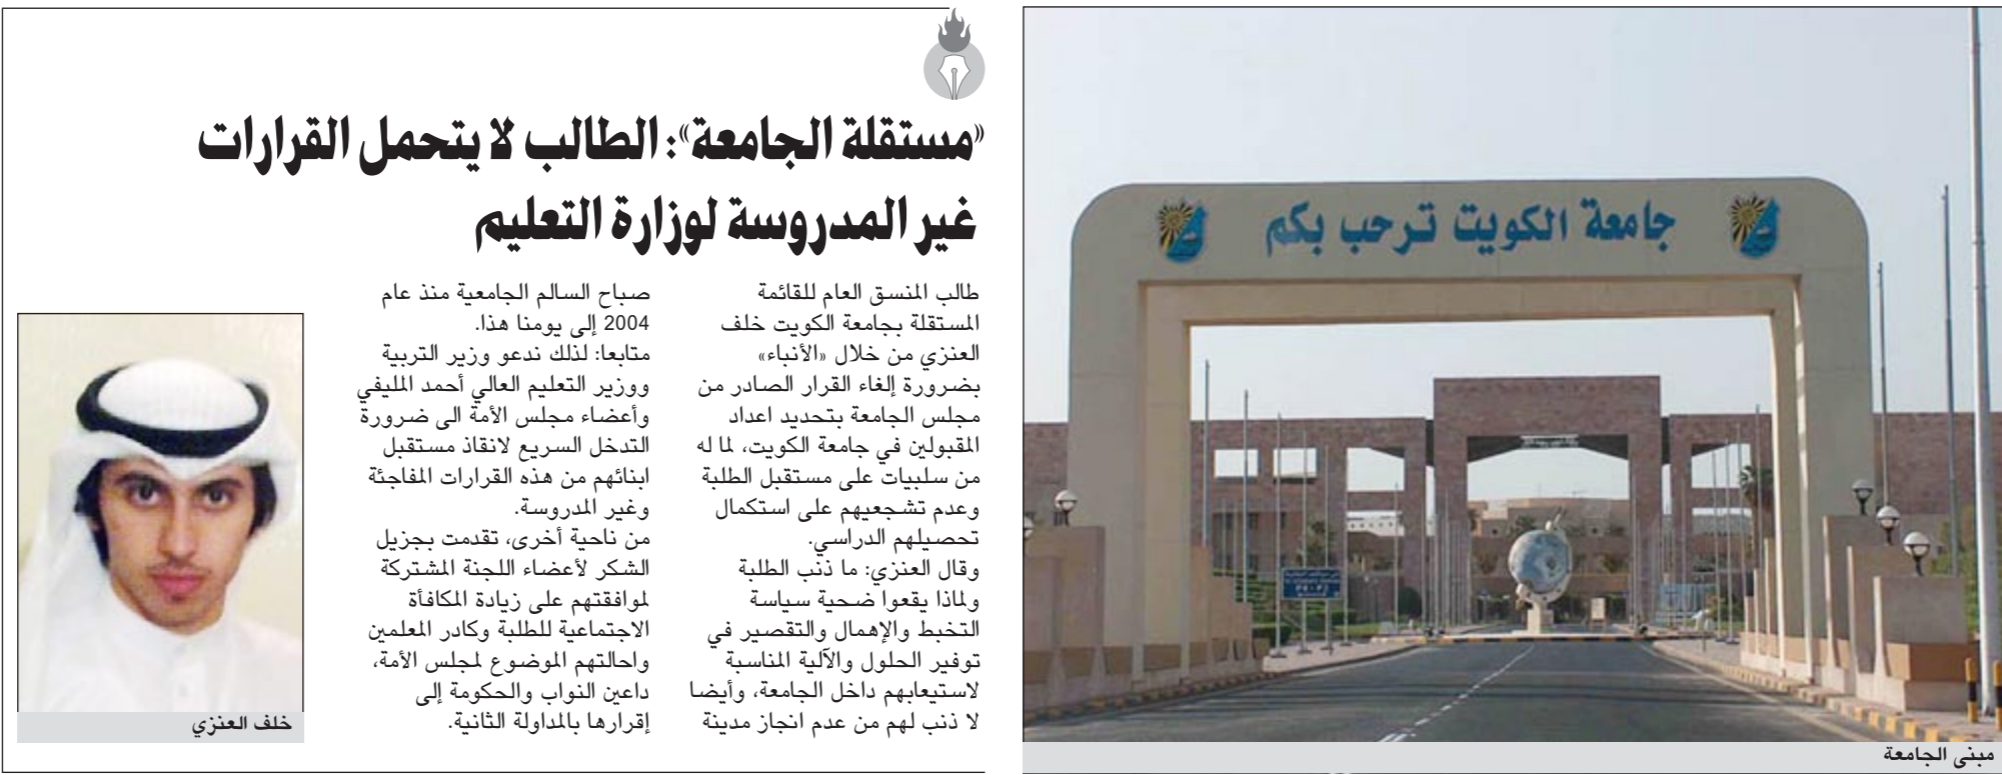 «مستقلة الجامعة»: الطالب لا يتحمل القرارات
غير المدروسة لوزارة التعليم
طالب المنسق العام للقائمة
المستقلة بجامعة الكويت خلف
العنزي من خلال «الأنباء»
بضرورة إلغاء القرار الصادر من
مجلس الجامعة بتحديد اعداد
المقبولين في جامعة الكويت، لما له
من سلبيات على مستقبل الطلبة
وعدم تشجعيهم على استكمال
تحصيلهم الدراسي.
وقال العنزي: ما ذنب الطلبة
ولماذا يقعوا ضحية سياسة
التخبط والإهمال والتقصير في
توفير الحلول والآلية المناسبة
لاستيعابهم داخل الجامعة، وأيضا
لا ذنب لهم من عدم انجاز مدينة
صباح السالم الجامعية منذ عام
2004 إلى يومنا هذا.
متابعا: لذلك ندعو وزير التربية
ووزير التعليم العالي أحمد المليفي
وأعضاء مجلس الأمة الى ضرورة
التدخل السريع لانقاذ مستقبل
ابنائهم من هذه القرارات المفاجئة
وغير المدروسة.
من ناحية أخرى، تقدمت بجزيل
الشكر لأعضاء اللجنة المشتركة
لموافقتهم على زيادة المكافأة
الاجتماعية للطلبة وكادر المعلمين
واحالتهم الموضوع لمجلس الأمة،
داعين النواب والحكومة إلى
إقرارها بالمداولة الثانية.
خلف العنزي
جامعة الكويت ترحب بكم
مبنى الجامعة